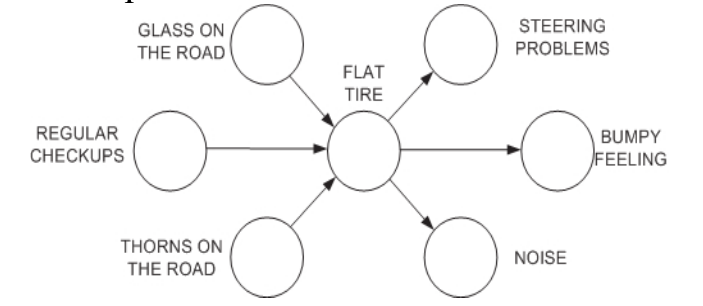 GLASS ON
THE ROAD
STEERING
PROBLEMS
FLAT
TIRE
REGULAR
CHECKUPS
BUMPY
FEELING
THORNS ON
THE ROAD
NOISE